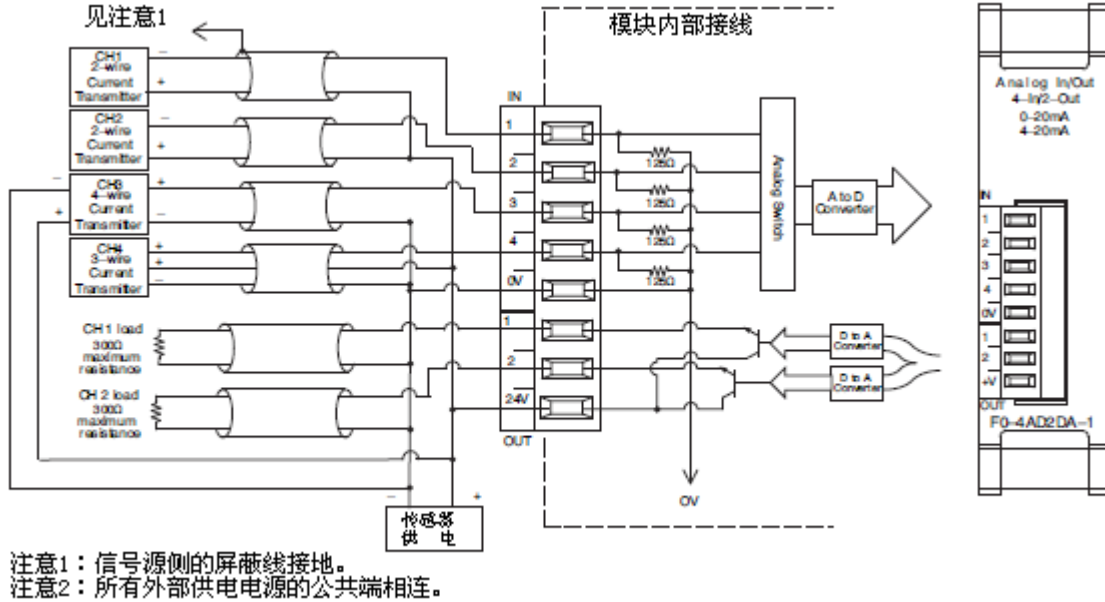 见注意1
模块内部接线
CH1
2-wire
Current
Transmitter
−
+
CH2
2-wire
Current
Transmitter
−
+
CH3
4-wire
Current
Transmitter
−
+
+
−
CH4
3-wire
Current
Transmitter
+
+
−
CH 1 load
300Ω
maximum
resistance
CH 2 load
300Ω
maximum
resistance
IN
1
2
3
4
0V
1
2
24V
OUT
125Ω
125Ω
125Ω
125Ω
Analog Switch
A to D
Converter
D to A
Converter
D to A
Converter
0V
−
+
传感器
供 电
Analog In/Out
4-In/2-Out
0-20mA
4-20mA
IN
1
2
3
4
0V
1
2
+V
OUT
F0-4AD2DA-1
注意1：信号源侧的屏蔽线接地。
注意2：所有外部供电电源的公共端相连。